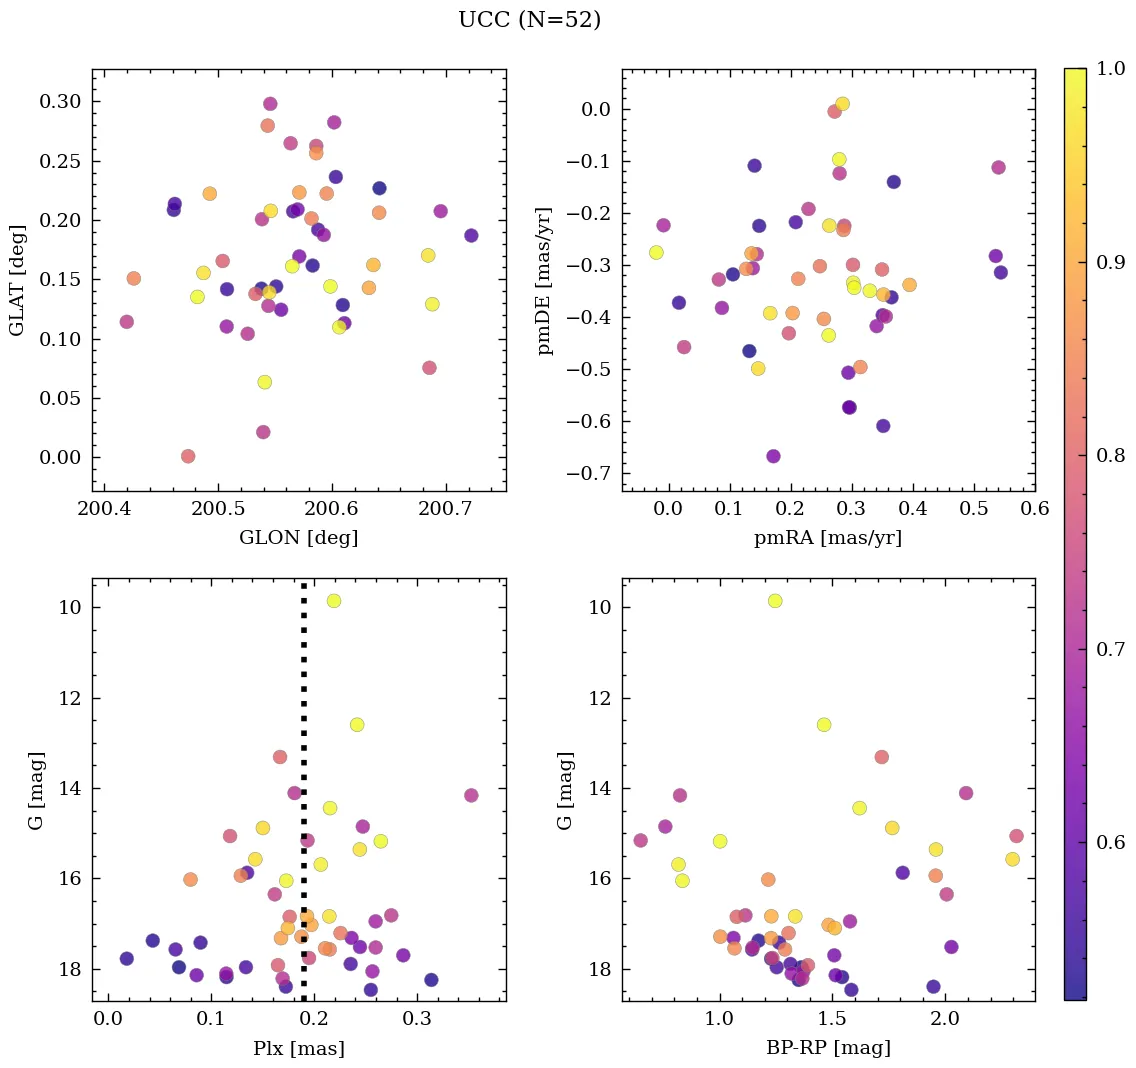 UCC (N=52)
0.30
0.25
0.20
0.15
0.10
0.05
0.00
GLAT [deg]
200.4 200.5 200.6 200.7
GLON [deg]
0.0
−0.1
−0.2
−0.3
−0.4
−0.5
−0.6
−0.7
pmDE [mas/yr]
0.0 0.1 0.2 0.3 0.4 0.5 0.6
pmRA [mas/yr]
10
12
14
16
18
G [mag]
0.0 0.1 0.2 0.3
Plx [mas]
10
12
14
16
18
G [mag]
1.0 1.5 2.0
BP-RP [mag]
1.0
0.9
0.8
0.7
0.6